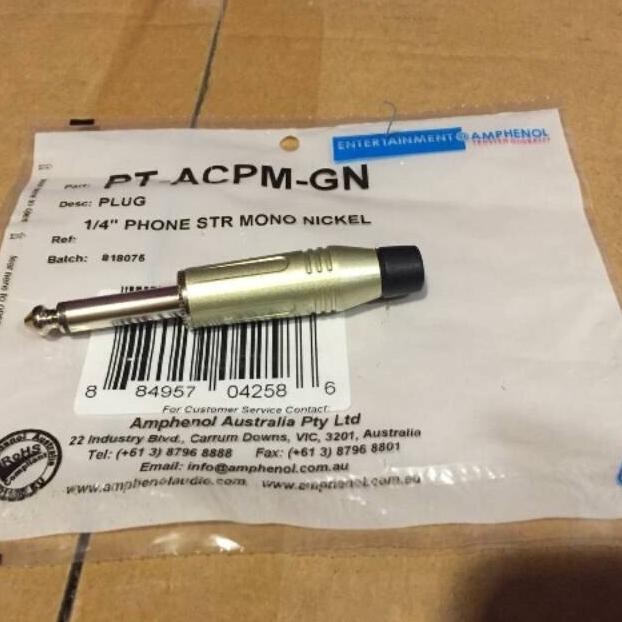 ENTERTAINMENT @ AMPHENOL
Part: PT-ACPM-GN
Desc: PLUG
1/4" PHONE STR MONO NICKEL
Ref:
Batch: 818075
8 84957 04258 6
For Customer Service Contact:
Amphenol Australia Pty Ltd
22 Industry Blvd., Carrum Downs, VIC, 3201, Australia
Tel: (+61 3) 8796 8888 Fax: (+61 3) 8796 8801
Email: info@amphenol.com.au
www.amphenolaudio.com www.amphenol.com.au
RoHS
Compliant